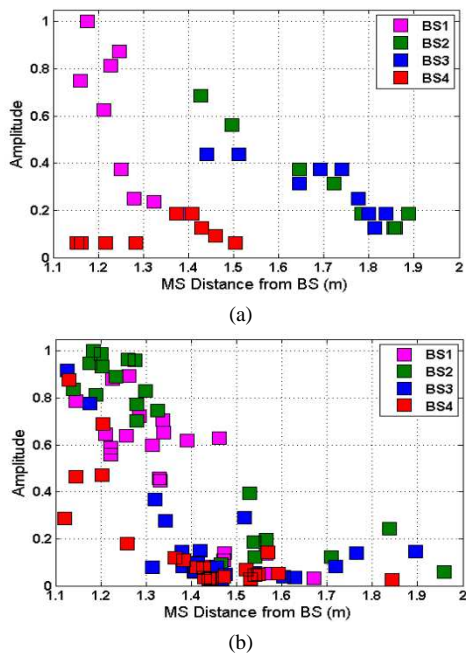 1
0.8
0.6
0.4
0.2
0
Amplitude
BS1
BS2
BS3
BS4
1.1 1.2 1.3 1.4 1.5 1.6 1.7 1.8 1.9 2
MS Distance from BS (m)
(a)
1
0.8
0.6
0.4
0.2
0
Amplitude
BS1
BS2
BS3
BS4
1.1 1.2 1.3 1.4 1.5 1.6 1.7 1.8 1.9 2
MS Distance from BS (m)
(b)